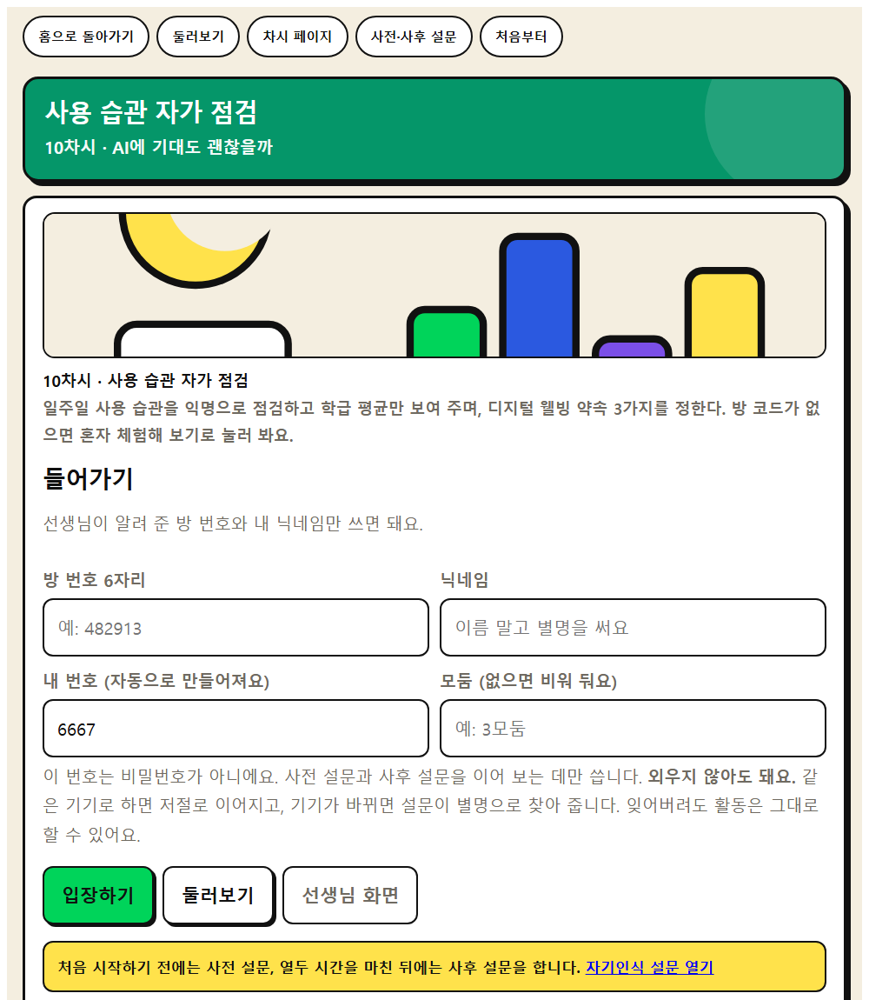 홈으로 돌아가기
둘러보기
차시 페이지
사전·사후 설문
처음부터
사용 습관 자가 점검
10차시 · AI에 기대도 괜찮을까
10차시 · 사용 습관 자가 점검
일주일 사용 습관을 익명으로 점검하고 학급 평균만 보여 주며, 디지털 웰빙 약속 3가지를 정한다. 방 코드가 없
으면 혼자 체험해 보기로 눌러 봐요.
들어가기
선생님이 알려 준 방 번호와 내 닉네임만 쓰면 돼요.
방 번호 6자리
닉네임
예: 482913
이름 말고 별명을 써요
내 번호 (자동으로 만들어져요)
모둠 (없으면 비워 둬요)
6667
예: 3모둠
이 번호는 비밀번호가 아니에요. 사전 설문과 사후 설문을 이어 보는 데만 씁니다. 외우지 않아도 돼요. 같
은 기기로 하면 저절로 이어지고, 기기가 바뀌면 설문이 별명으로 찾아 줍니다. 잊어버려도 활동은 그대로
할 수 있어요.
입장하기
둘러보기
선생님 화면
처음 시작하기 전에는 사전 설문, 열두 시간을 마친 뒤에는 사후 설문을 합니다. 자기인식 설문 열기